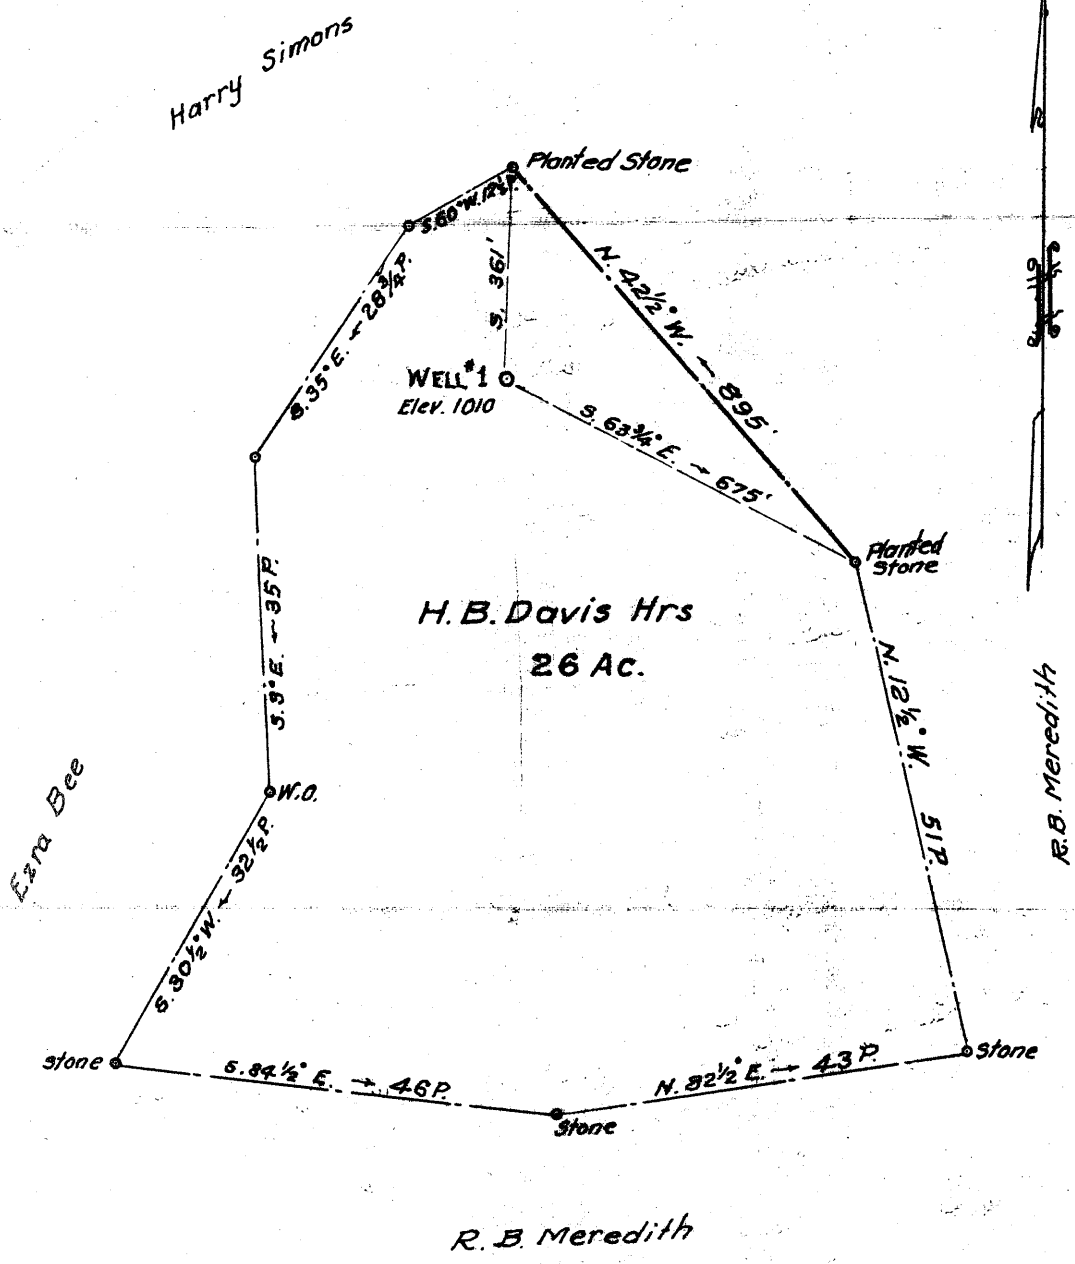 Harry Simons
Planted Stone
S. 60° W. 12½ P.
S. 361'
N. 42½° W. ← 895'
S. 35° E. ← 28¾ P.
WELL #1
Elev. 1010
S. 63¾° E. → 675'
Planted
Stone
H. B. Davis Hrs
26 Ac.
S. 3° E. ← 35 P.
N. 12½° W. 51 P.
R. B. Meredith
W.O.
Ezra Bee
S. 30½° W. ← 32½ P.
Stone
S. 84½° E. → 46 P.
N. 82½° E. → 43 P.
Stone
Stone
R. B. Meredith